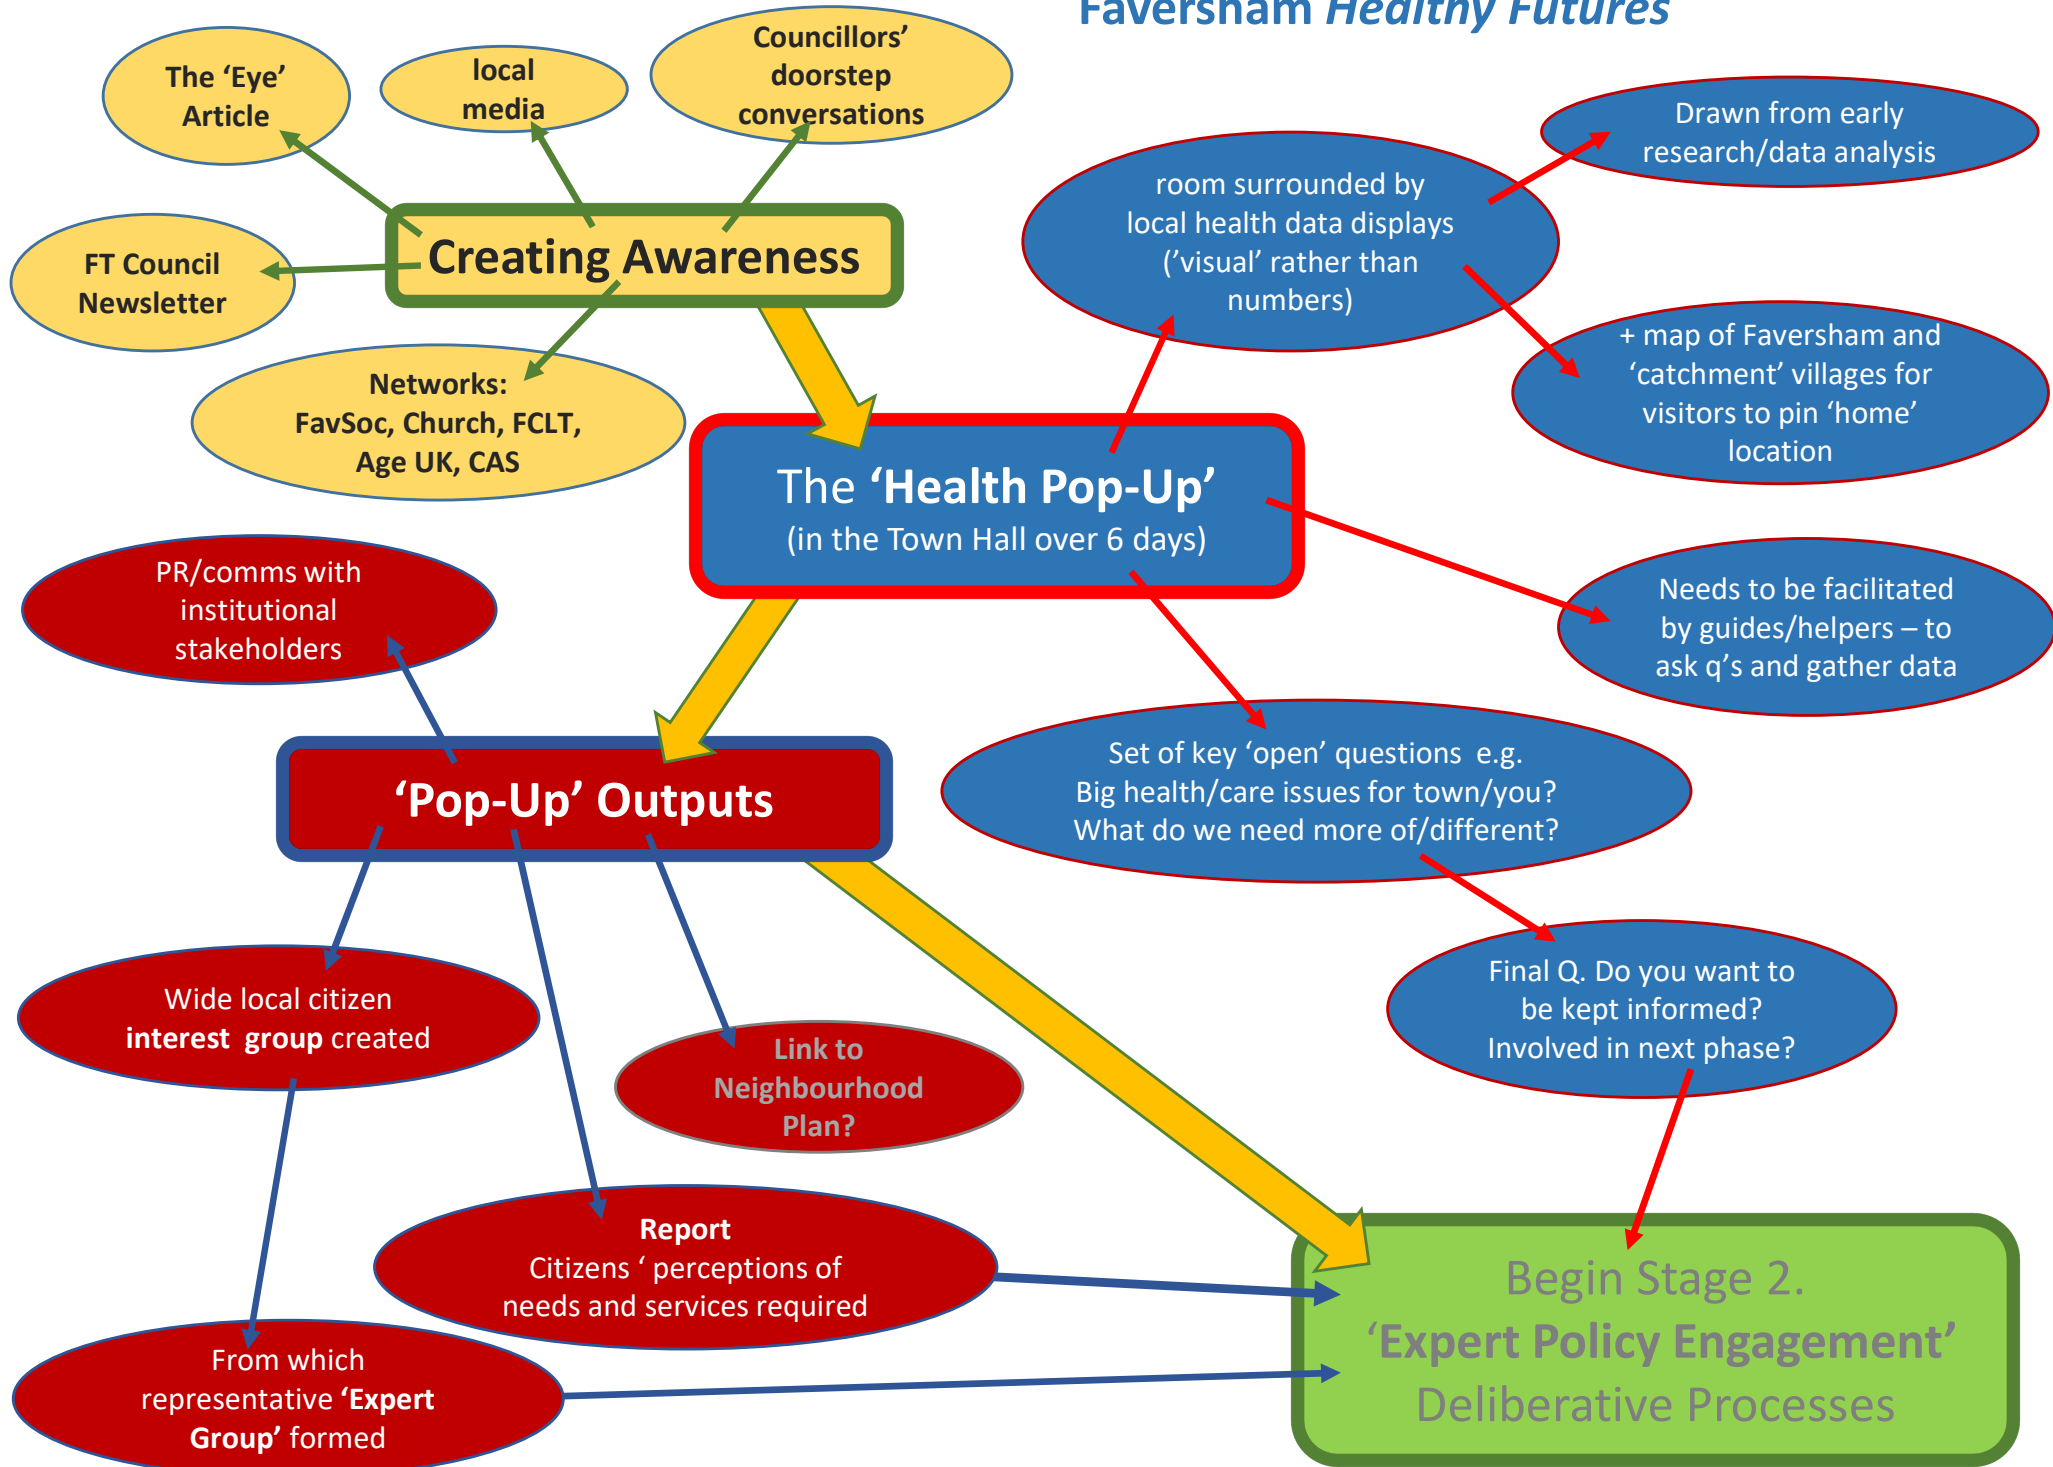 Faversham Healthy Futures
The ‘Eye’
Article
local
media
Councillors’
doorstep
conversations
FT Council
Newsletter
Creating Awareness
Networks:
FavSoc, Church, FCLT,
Age UK, CAS
room surrounded by
local health data displays
(’visual’ rather than
numbers)
Drawn from early
research/data analysis
+ map of Faversham and
‘catchment’ villages for
visitors to pin ‘home’
location
The ‘Health Pop-Up’
(in the Town Hall over 6 days)
Needs to be facilitated
by guides/helpers – to
ask q’s and gather data
Set of key ‘open’ questions e.g.
Big health/care issues for town/you?
What do we need more of/different?
Final Q. Do you want to
be kept informed?
Involved in next phase?
PR/comms with
institutional
stakeholders
‘Pop-Up’ Outputs
Wide local citizen
interest group created
Link to
Neighbourhood
Plan?
Report
Citizens ‘ perceptions of
needs and services required
From which
representative ‘Expert
Group’ formed
Begin Stage 2.
‘Expert Policy Engagement’
Deliberative Processes